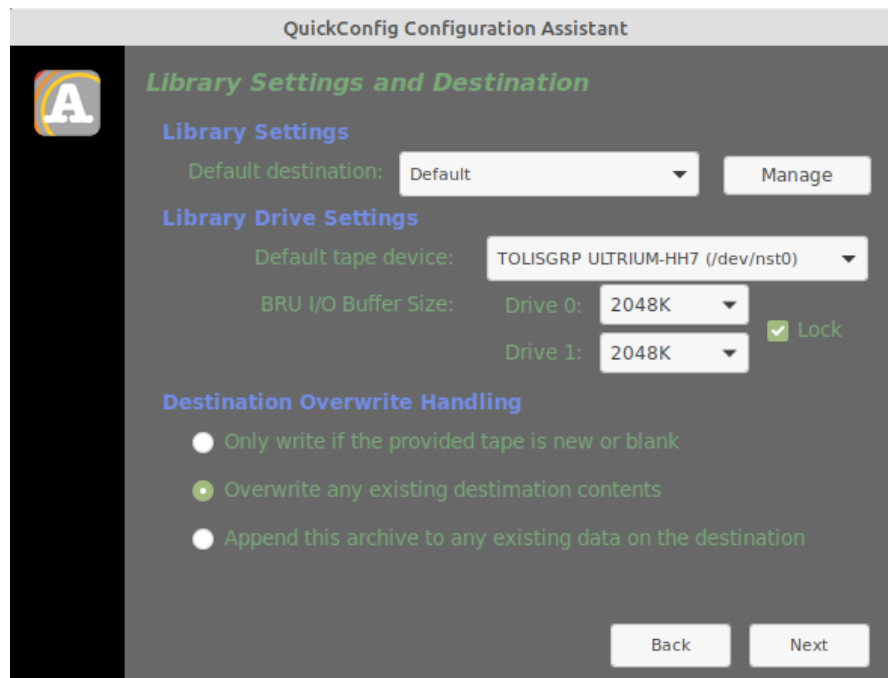 QuickConfig Configuration Assistant
A
Library Settings and Destination
Library Settings
Default destination: Default Manage
Library Drive Settings
Default tape device: TOLISGRP ULTRIUM-HH7 (/dev/nst0)
BRU I/O Buffer Size: Drive 0: 2048K
Lock
Drive 1: 2048K
Destination Overwrite Handling
Only write if the provided tape is new or blank
Overwrite any existing destimation contents
Append this archive to any existing data on the destination
Back Next